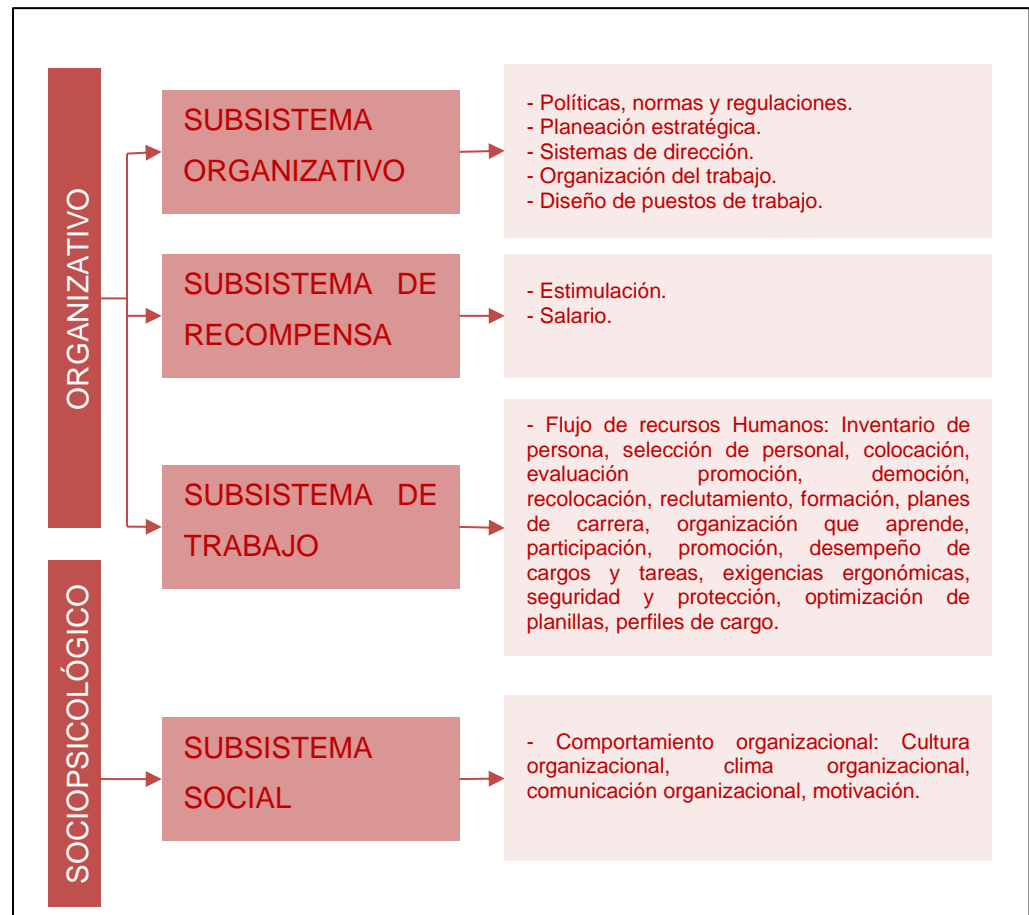 ORGANIZATIVO
SUBSISTEMA
ORGANIZATIVO
- Políticas, normas y regulaciones.
- Planeación estratégica.
- Sistemas de dirección.
- Organización del trabajo.
- Diseño de puestos de trabajo.
SUBSISTEMA DE
RECOMPENSA
- Estimulación.
- Salario.
SUBSISTEMA DE
TRABAJO
- Flujo de recursos Humanos: Inventario de
persona, selección de personal, colocación,
evaluación promoción, democión,
recolocación, reclutamiento, formación, planes
de carrera, organización que aprende,
participación, promoción, desempeño de
cargos y tareas, exigencias ergonómicas,
seguridad y protección, optimización de
planillas, perfiles de cargo.
SOCIOPSICOLÓGICO
SUBSISTEMA
SOCIAL
- Comportamiento organizacional: Cultura
organizacional, clima organizacional,
comunicación organizacional, motivación.